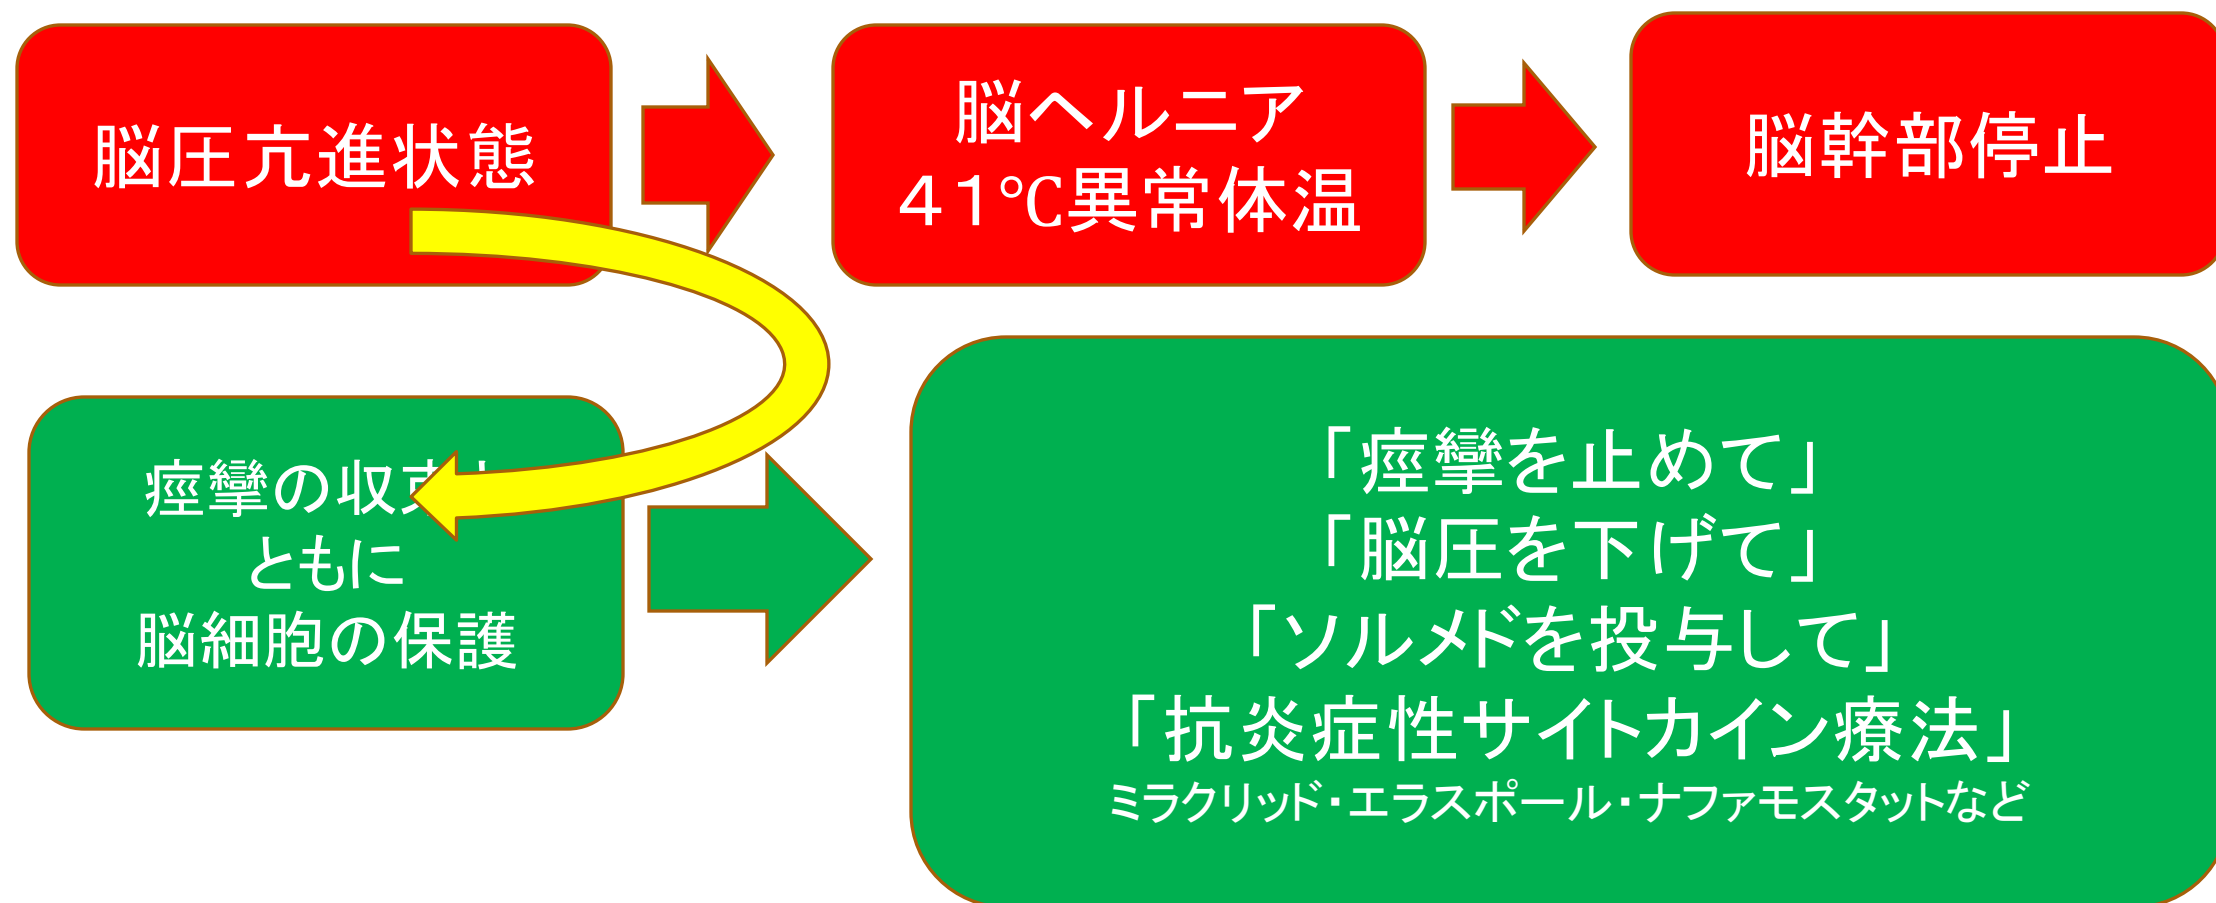 脳圧亢進状態
脳ヘルニア
41℃異常体温
脳幹部停止
痙攣の収束
ともに
脳細胞の保護
「痙攣を止めて」
「脳圧を下げて」
「ソルメドを投与して」
「抗炎症性サイトカイン療法」
ミラクリッド・エラスポール・ナファモスタットなど